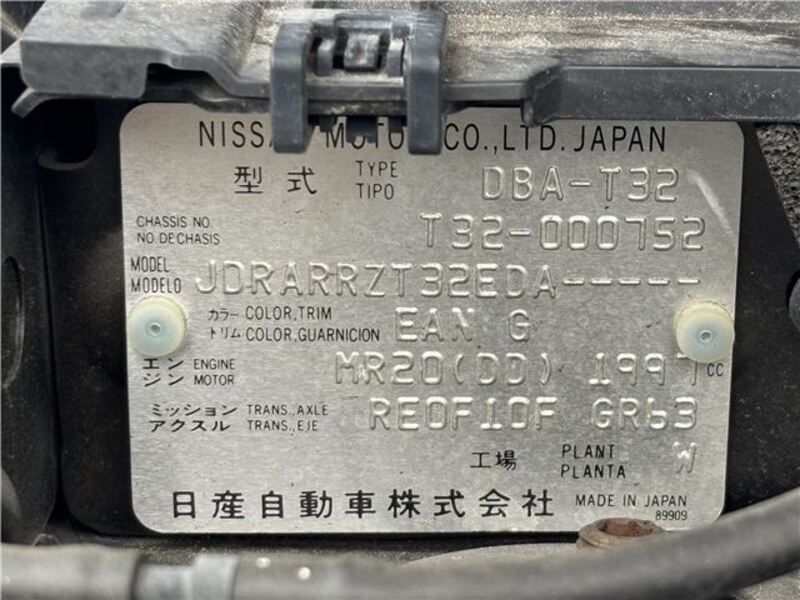 NISSA MOTO CO.,LTD. JAPAN
型式 TYPE TIPO DBA-T32
CHASSIS NO. NO DE CHASIS T32-000752
MODEL MODELO JDRARRZT32EDA-----
カラー COLOR,TRIM
トリム COLOR,GUARNICION EAN G
エンジン ENGINE MOTOR MR20(DD) 1997 CC
ミッション TRANS.,AXLE
アクスル TRANS.,EJE RE0F10F GR63
工場 PLANT PLANTA W
日産自動車株式会社 MADE IN JAPAN
89909